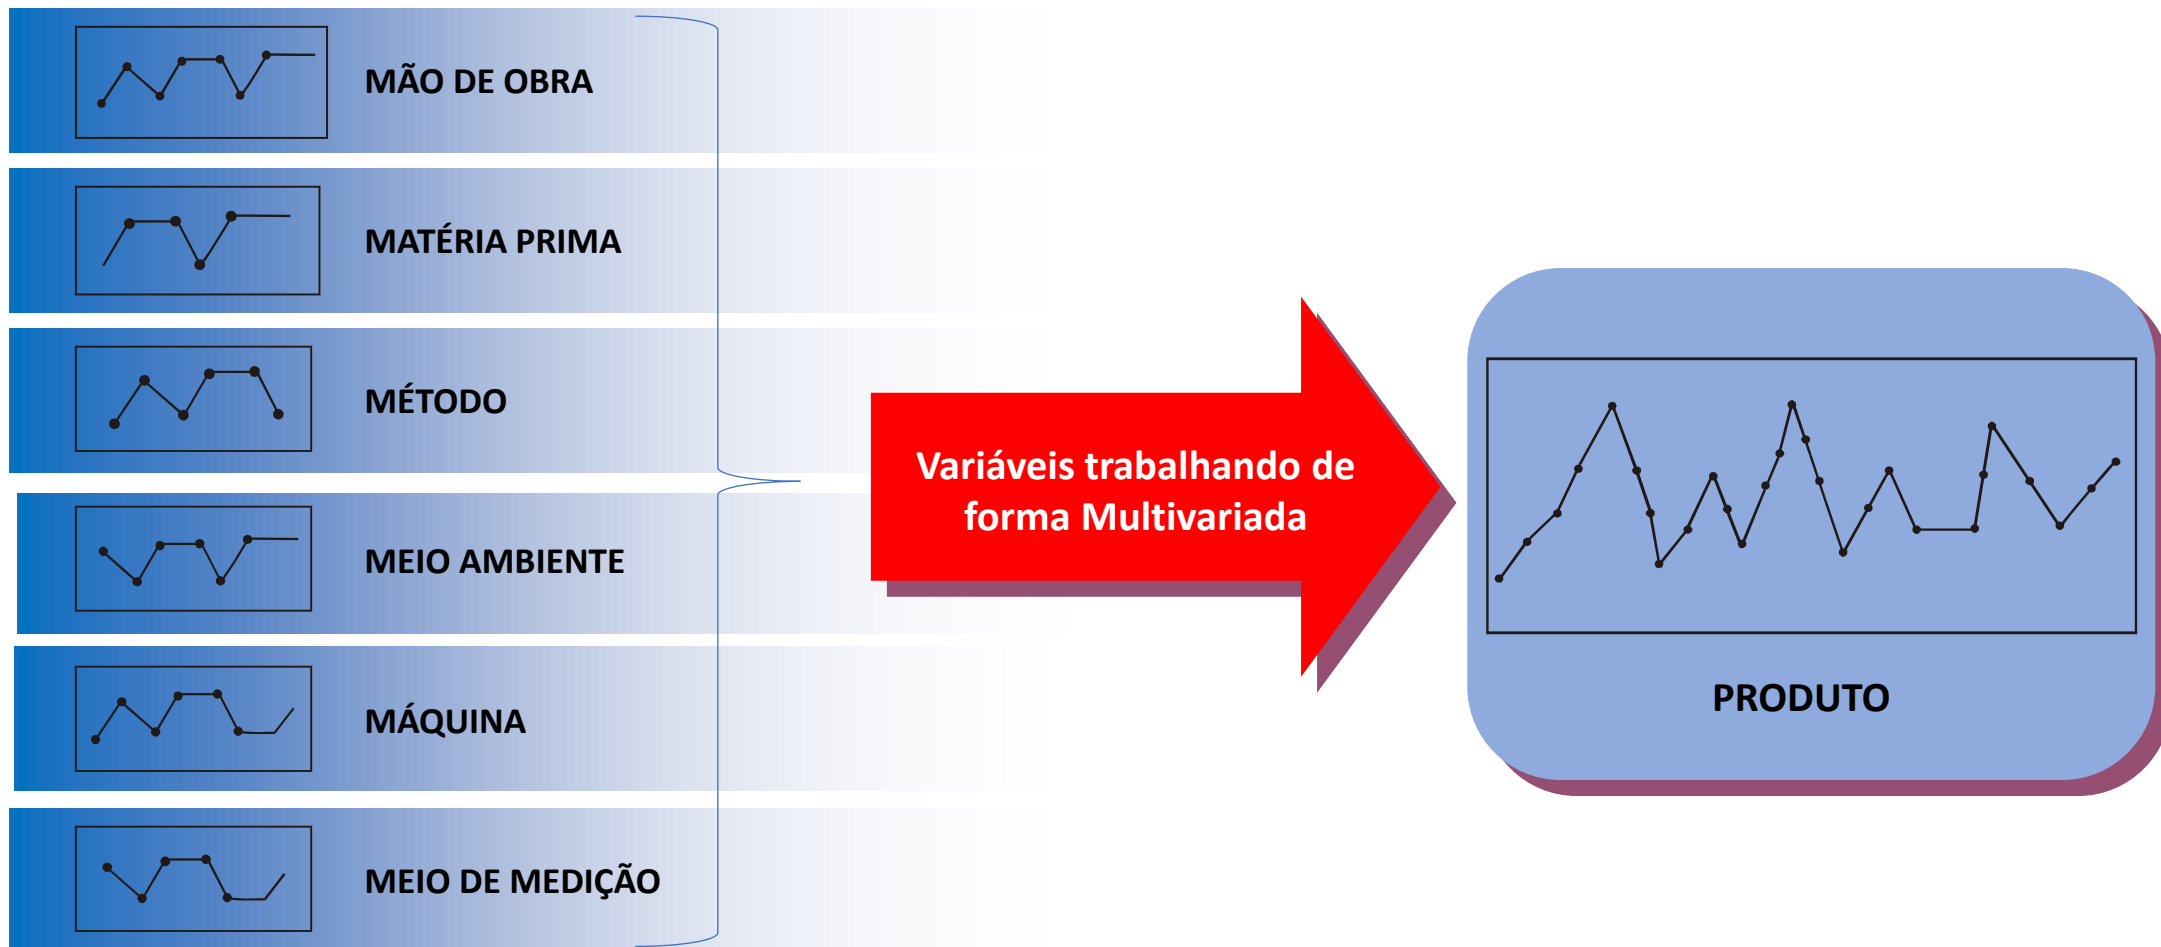 MÃO DE OBRA
MATÉRIA PRIMA
MÉTODO
MEIO AMBIENTE
MÁQUINA
MEIO DE MEDIÇÃO
Variáveis trabalhando de
forma Multivariada
PRODUTO